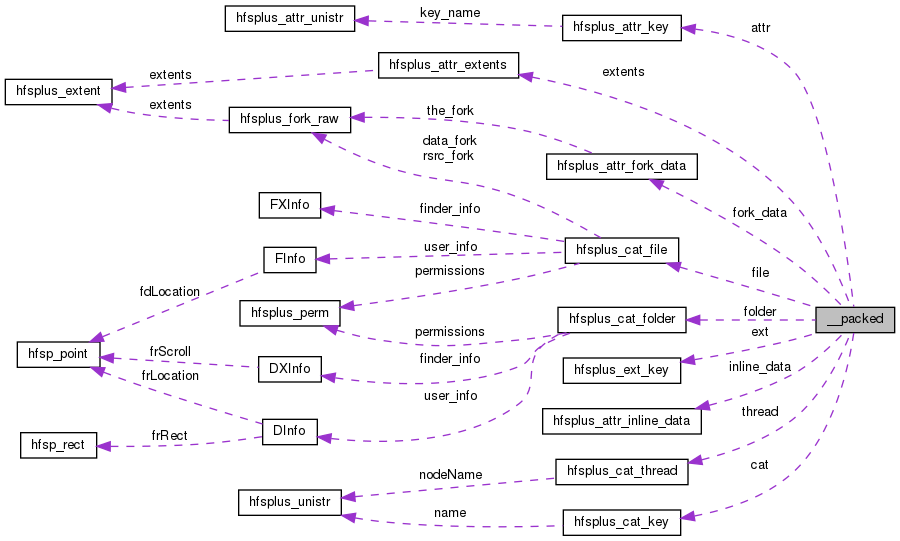 hfsplus_attr_unistr
key_name
hfsplus_attr_key
attr
hfsplus_extent
extents
hfsplus_attr_extents
extents
extents
hfsplus_fork_raw
the_fork
data_fork
rsrc_fork
hfsplus_attr_fork_data
FXInfo
finder_info
fork_data
FInfo
user_info
hfsplus_cat_file
permissions
file
fdLocation
hfsplus_perm
hfsplus_cat_folder
folder
__packed
permissions
ext
hfsp_point
frScroll
DXInfo
finder_info
hfsplus_ext_key
inline_data
frLocation
user_info
hfsplus_attr_inline_data
thread
hfsp_rect
frRect
DInfo
cat
nodeName
hfsplus_cat_thread
hfsplus_unistr
name
hfsplus_cat_key